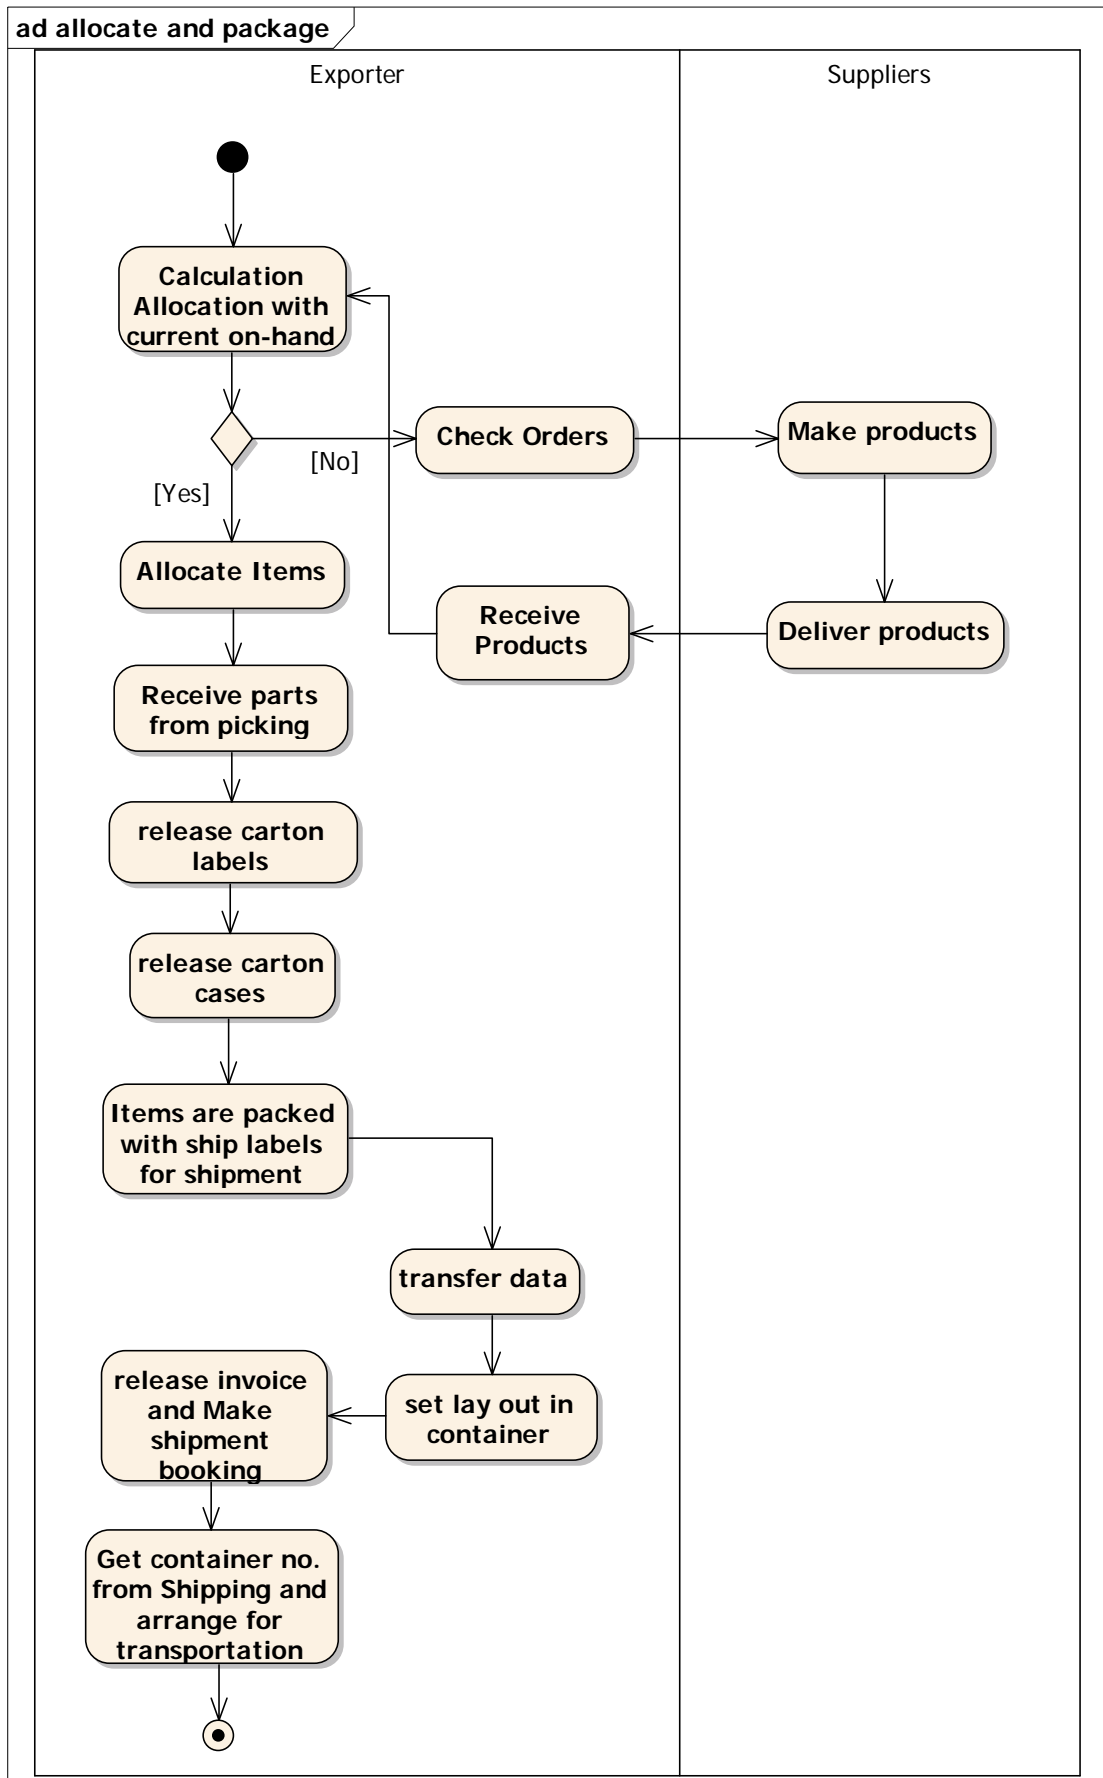 ad allocate and package
Exporter
Suppliers
Calculation
Allocation with
current on-hand
Check Orders
Make products
[No]
[Yes]
Allocate Items
Receive
Products
Deliver products
Receive parts
from picking
release carton
labels
release carton
cases
Items are packed
with ship labels
for shipment
transfer data
set lay out in
container
release invoice
and Make
shipment
booking
Get container no.
from Shipping and
arrange for
transportation